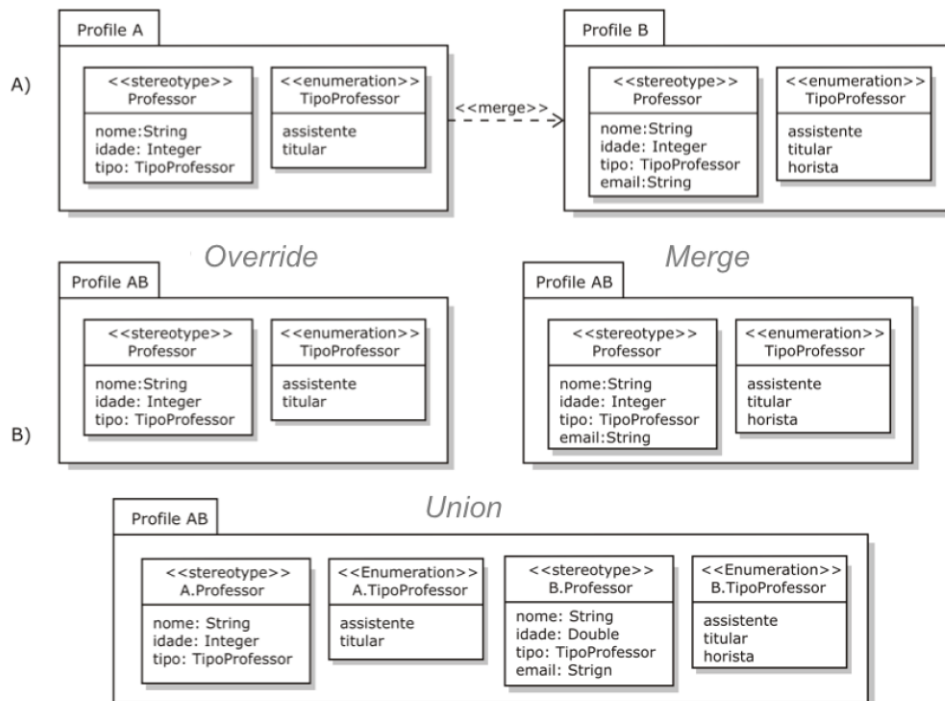 Profile A
Profile B
A)
<<stereotype>>
Professor
nome:String
idade: Integer
tipo: TipoProfessor
<<enumeration>>
TipoProfessor
assistente
titular
<<merge>>
<<stereotype>>
Professor
nome:String
idade: Integer
tipo: TipoProfessor
email:String
<<enumeration>>
TipoProfessor
assistente
titular
horista
Override
Merge
B)
Profile AB
<<stereotype>>
Professor
nome:String
idade: Integer
tipo: TipoProfessor
<<enumeration>>
TipoProfessor
assistente
titular
Profile AB
<<stereotype>>
Professor
nome:String
idade: Integer
tipo: TipoProfessor
email:String
<<enumeration>>
TipoProfessor
assistente
titular
horista
Union
Profile AB
<<stereotype>>
A.Professor
nome: String
idade: Integer
tipo: TipoProfessor
<<Enumeration>>
A.TipoProfessor
assistente
titular
<<stereotype>>
B.Professor
nome: String
idade: Double
tipo: TipoProfessor
email: Strign
<<Enumeration>>
B.TipoProfessor
assistente
titular
horista